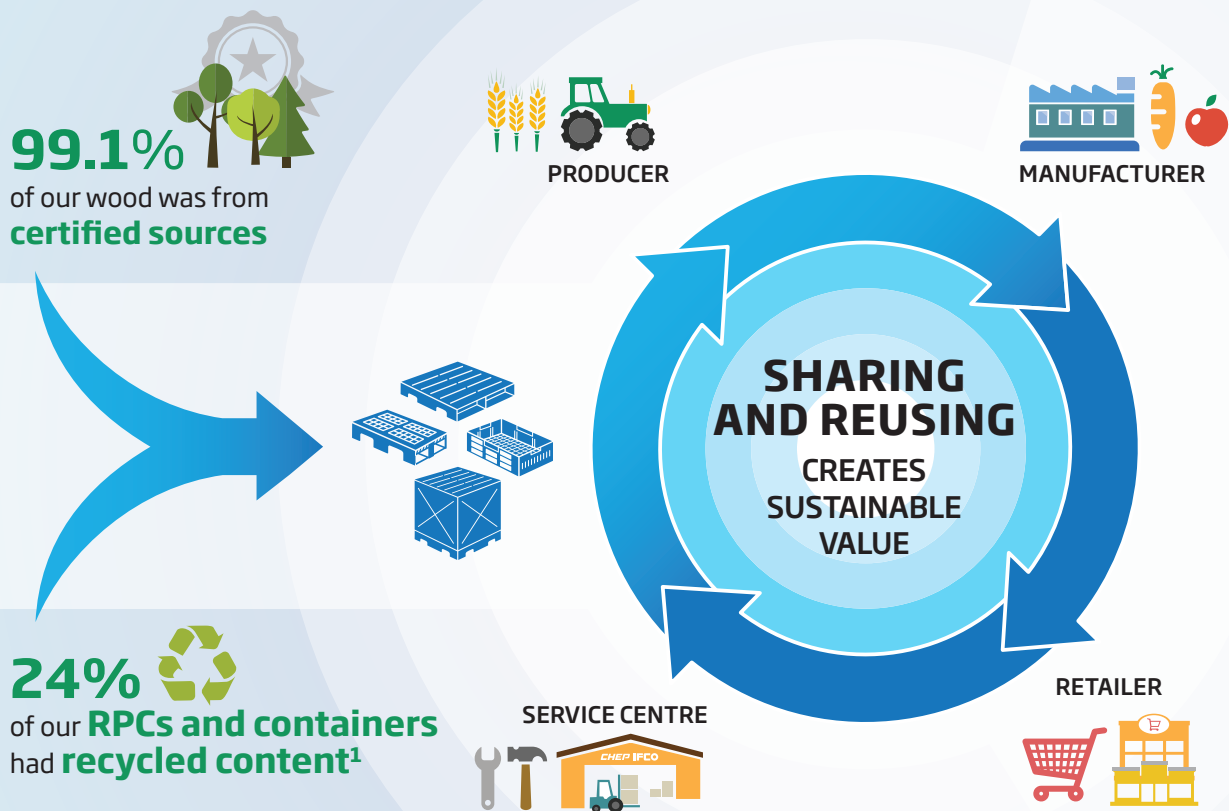 99.1%
of our wood was from
certified sources
PRODUCER
MANUFACTURER
SHARING
AND REUSING
CREATES
SUSTAINABLE
VALUE
24%
of our RPCs and containers
had recycled content¹
SERVICE CENTRE
CHEP IFCO
RETAILER